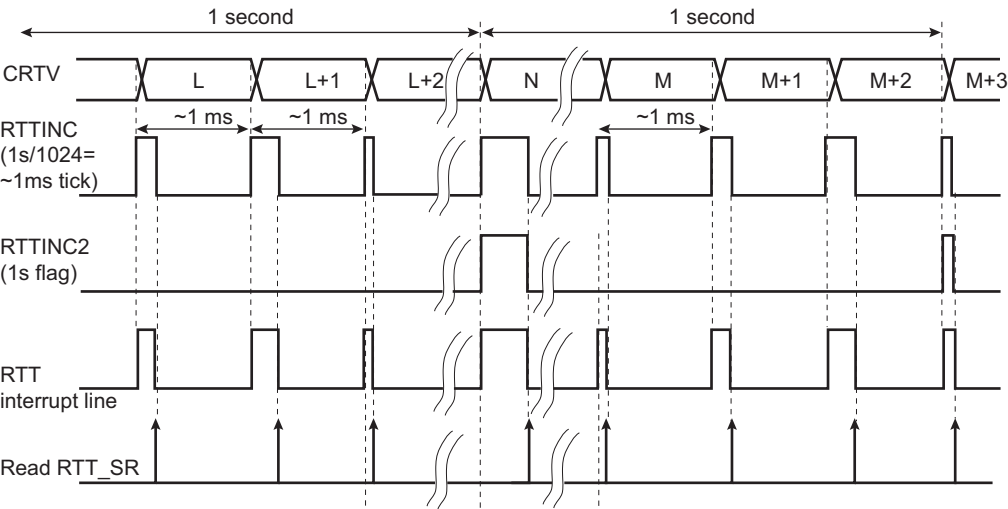 1 second 1 second
CRTV L L+1 L+2 N M M+1 M+2 M+3
~1 ms ~1 ms ~1 ms
RTTINC
(1s/1024=
~1ms tick)
RTTINC2
(1s flag)
RTT
interrupt line
Read RTT_SR